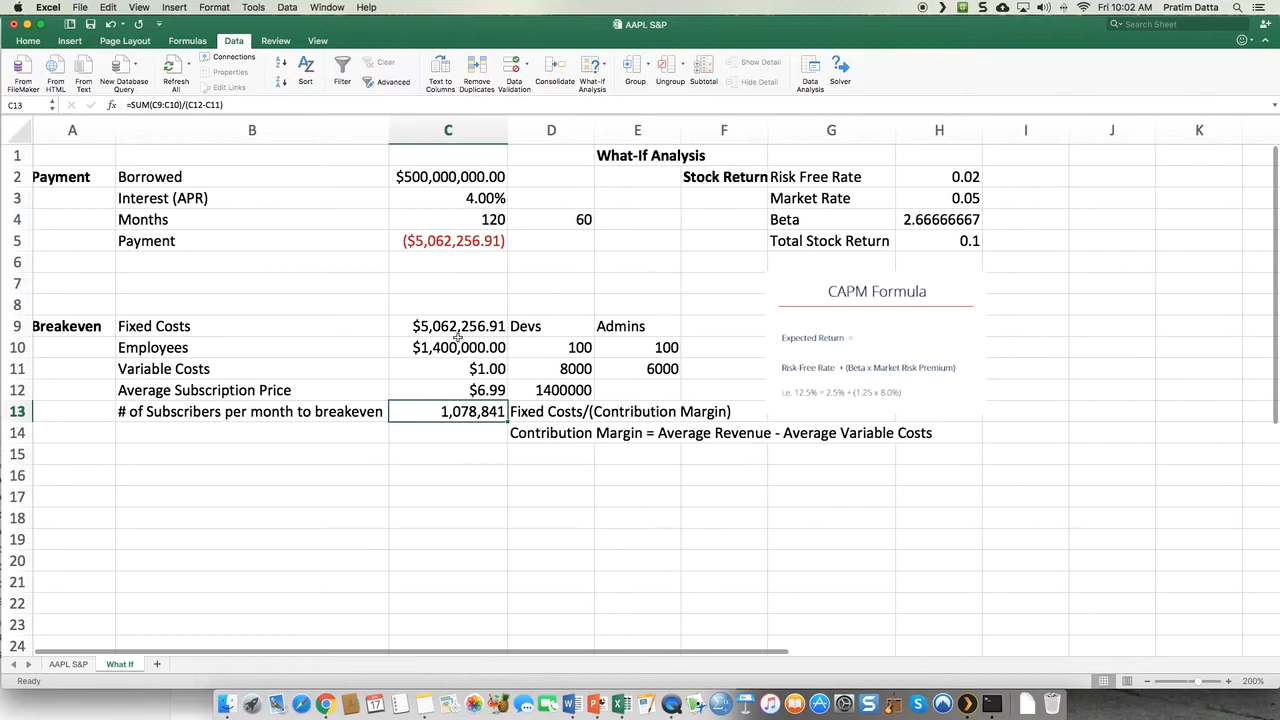 Excel File Edit View Insert Format Tools Data Window Help Fri 10:02 AM Pratim Datta
AAPL S&P
Search Sheet
Home Insert Page Layout Formulas Data Review View
From FileMaker
From HTML
From Text
New Database Query
Refresh All
Connections
Properties
Edit Links
Sort
Filter
Clear
Advanced
Text to Columns
Remove Duplicates
Data Validation
Consolidate
What-If Analysis
Group
Ungroup
Subtotal
Show Detail
Hide Detail
Data Analysis
Solver
C13 fx =SUM(C9:C10)/(C12-C11)
A B C D E F G H I J K
1 What-If Analysis
2 Payment Borrowed $500,000,000.00 Stock Return Risk Free Rate 0.02
3 Interest (APR) 4.00% Market Rate 0.05
4 Months 120 60 Beta 2.66666667
5 Payment ($5,062,256.91) Total Stock Return 0.1
6
7
8
CAPM Formula
9 Breakeven Fixed Costs $5,062,256.91 Devs Admins
Expected Return =
10 Employees $1,400,000.00 100 100
11 Variable Costs $1.00 8000 6000
Risk Free Rate + (Beta x Market Risk Premium)
12 Average Subscription Price $6.99 1400000
i.e. 12.5% = 2.5% + (1.25 x 8.0%)
13 # of Subscribers per month to breakeven 1,078,841 Fixed Costs/(Contribution Margin)
14 Contribution Margin = Average Revenue - Average Variable Costs
15
16
17
18
19
20
21
22
23
24
AAPL S&P What If +
Ready 200%